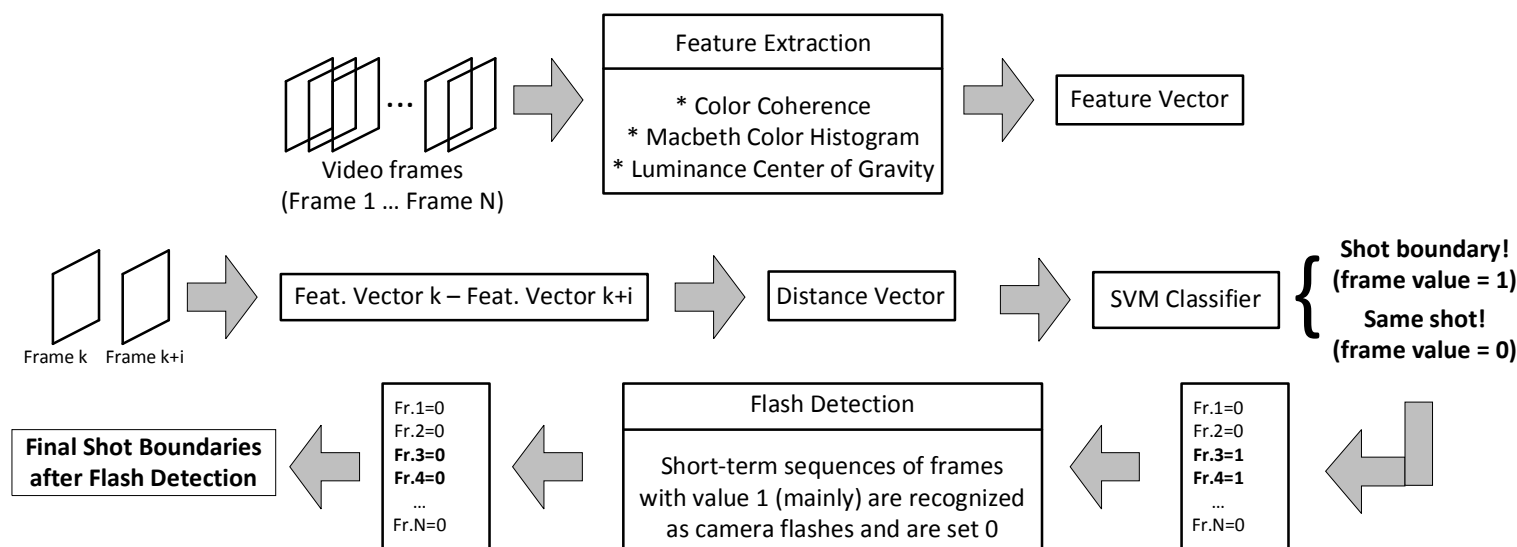 Feature Extraction
* Color Coherence
* Macbeth Color Histogram
* Luminance Center of Gravity
Feature Vector
...
Video frames
(Frame 1 ... Frame N)
Frame k
Frame k+i
Feat. Vector k – Feat. Vector k+i
Distance Vector
SVM Classifier
{
Shot boundary!
(frame value = 1)
Same shot!
(frame value = 0)
Fr.1=0
Fr.2=0
Fr.3=1
Fr.4=1
...
Fr.N=0
Flash Detection
Short-term sequences of frames
with value 1 (mainly) are recognized
as camera flashes and are set 0
Fr.1=0
Fr.2=0
Fr.3=0
Fr.4=0
...
Fr.N=0
Final Shot Boundaries
after Flash Detection